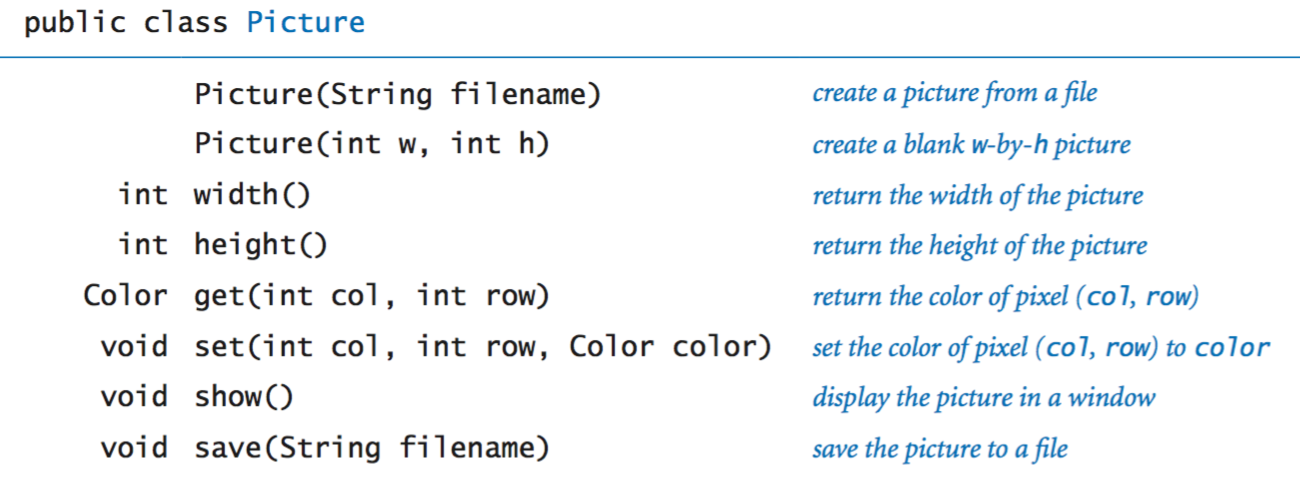 public class Picture
Picture(String filename) create a picture from a file
Picture(int w, int h) create a blank w-by-h picture
int width() return the width of the picture
int height() return the height of the picture
Color get(int col, int row) return the color of pixel (col, row)
void set(int col, int row, Color color) set the color of pixel (col, row) to color
void show() display the picture in a window
void save(String filename) save the picture to a file